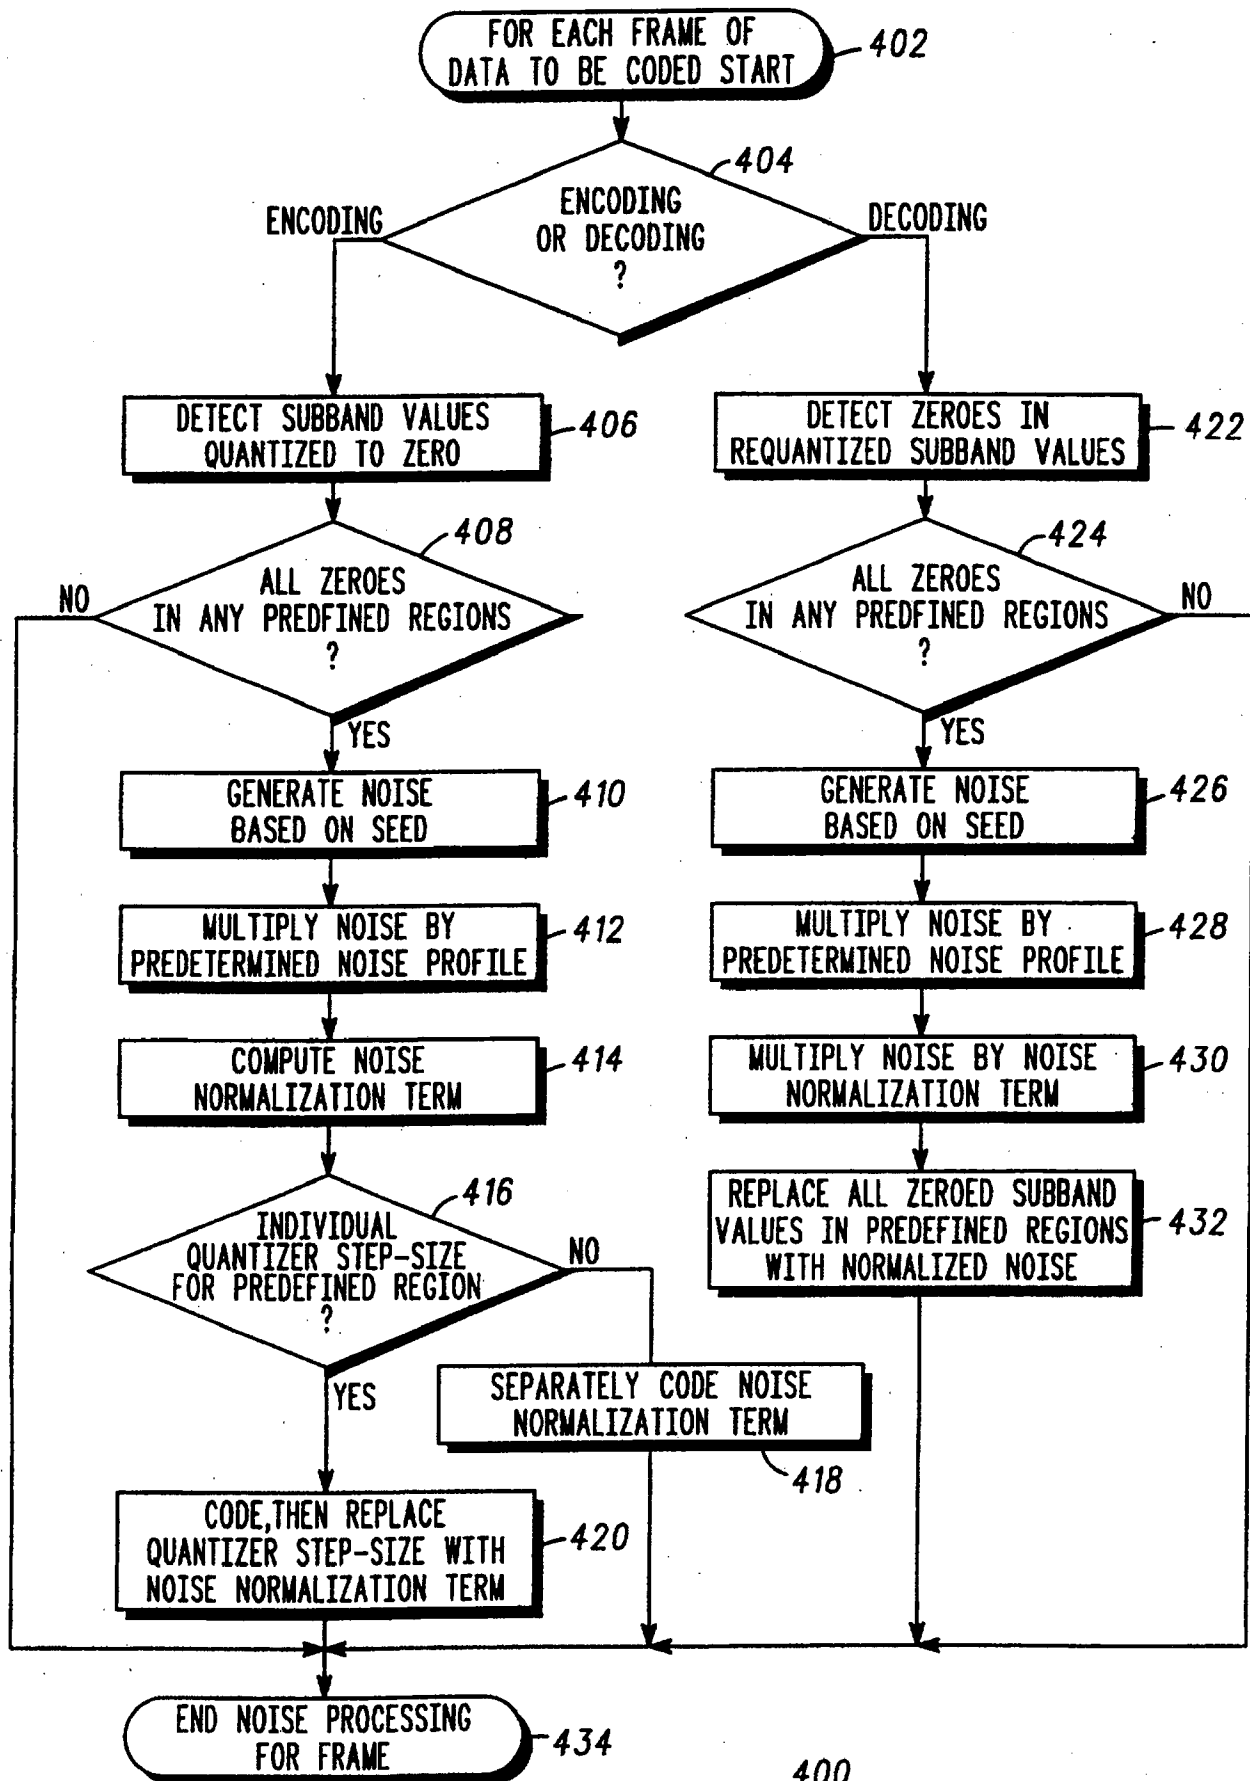 FOR EACH FRAME OF
DATA TO BE CODED START
402
404
ENCODING
OR DECODING
?
ENCODING
DECODING
DETECT SUBBAND VALUES
QUANTIZED TO ZERO
406
DETECT ZEROES IN
REQUANTIZED SUBBAND VALUES
422
408
ALL ZEROES
IN ANY PREDFINED REGIONS
?
NO
YES
424
ALL ZEROES
IN ANY PREDFINED REGIONS
?
NO
YES
GENERATE NOISE
BASED ON SEED
410
GENERATE NOISE
BASED ON SEED
426
MULTIPLY NOISE BY
PREDETERMINED NOISE PROFILE
412
MULTIPLY NOISE BY
PREDETERMINED NOISE PROFILE
428
COMPUTE NOISE
NORMALIZATION TERM
414
MULTIPLY NOISE BY NOISE
NORMALIZATION TERM
430
416
INDIVIDUAL
QUANTIZER STEP-SIZE
FOR PREDEFINED REGION
?
NO
YES
REPLACE ALL ZEROED SUBBAND
VALUES IN PREDEFINED REGIONS
WITH NORMALIZED NOISE
432
SEPARATELY CODE NOISE
NORMALIZATION TERM
418
CODE,THEN REPLACE
QUANTIZER STEP-SIZE WITH
NOISE NORMALIZATION TERM
420
END NOISE PROCESSING
FOR FRAME
434
400